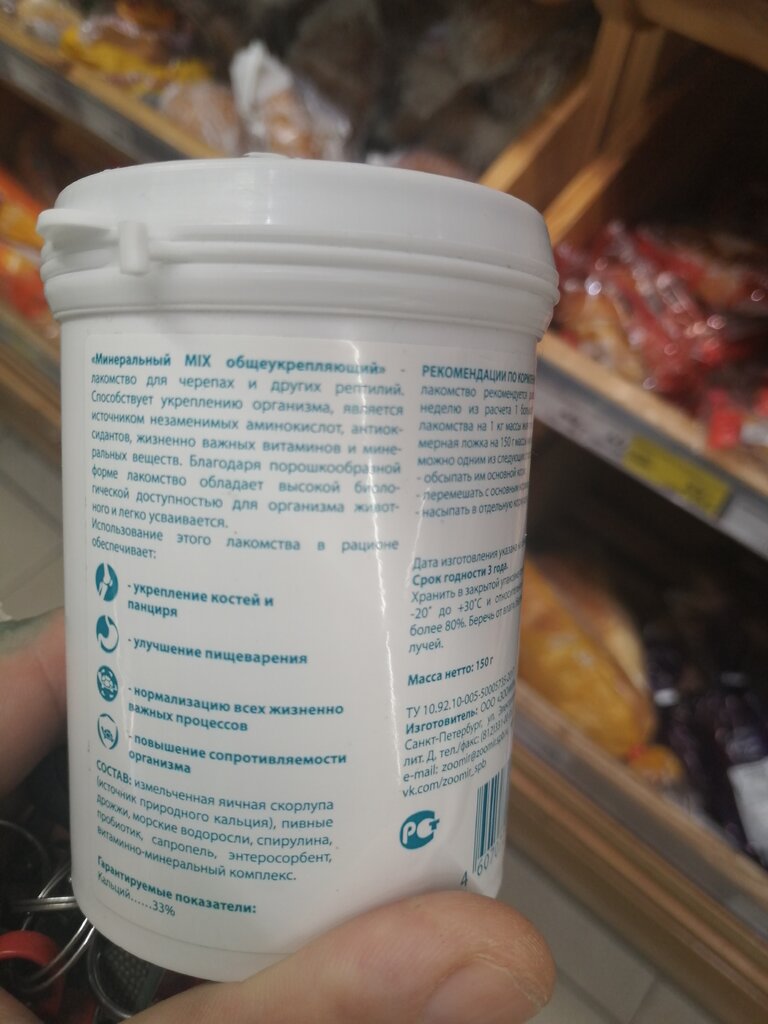 «Минеральный MIX общеукрепляющий» -
лакомство для черепах и других рептилий.
Способствует укреплению организма, является
источником незаменимых аминокислот, антиок-
сидантов, жизненно важных витаминов и мине-
ральных веществ. Благодаря порошкообразной
форме лакомство обладает высокой биоло-
гической доступностью для организма живот-
ного и легко усваивается.
Использование этого лакомства в рационе
обеспечивает:
- укрепление костей и
панциря
- улучшение пищеварения
- нормализацию всех жизненно
важных процессов
- повышение сопротивляемости
организма
СОСТАВ: измельченная яичная скорлупа
(источник природного кальция), пивные
дрожжи, морские водоросли, спирулина,
пробиотик, сапропель, энтеросорбент,
витаминно-минеральный комплекс.
Гарантируемые показатели:
Кальций......33%
РЕКОМЕНДАЦИИ ПО
лакомство рекомендуется
неделю из расчета 1
лакомства на 1 кг массы
мерная ложка на 150 г массы
можно одним из
- обсыпать им основной
- перемешать с основным
- насыпать в отдельную
Дата изготовления указана
Срок годности 3 года.
Хранить в закрытой
-20˚ до +30˚С и
более 80%. Беречь от
лучей.
Масса нетто: 150 г
ТУ 10.92.10-005-
Изготовитель: ООО
Санкт-Петербург, ул.
лит. Д, тел./факс: (812)
e-mail: zoomir@
vk.com/zoomir_spb
РСТ
4 607